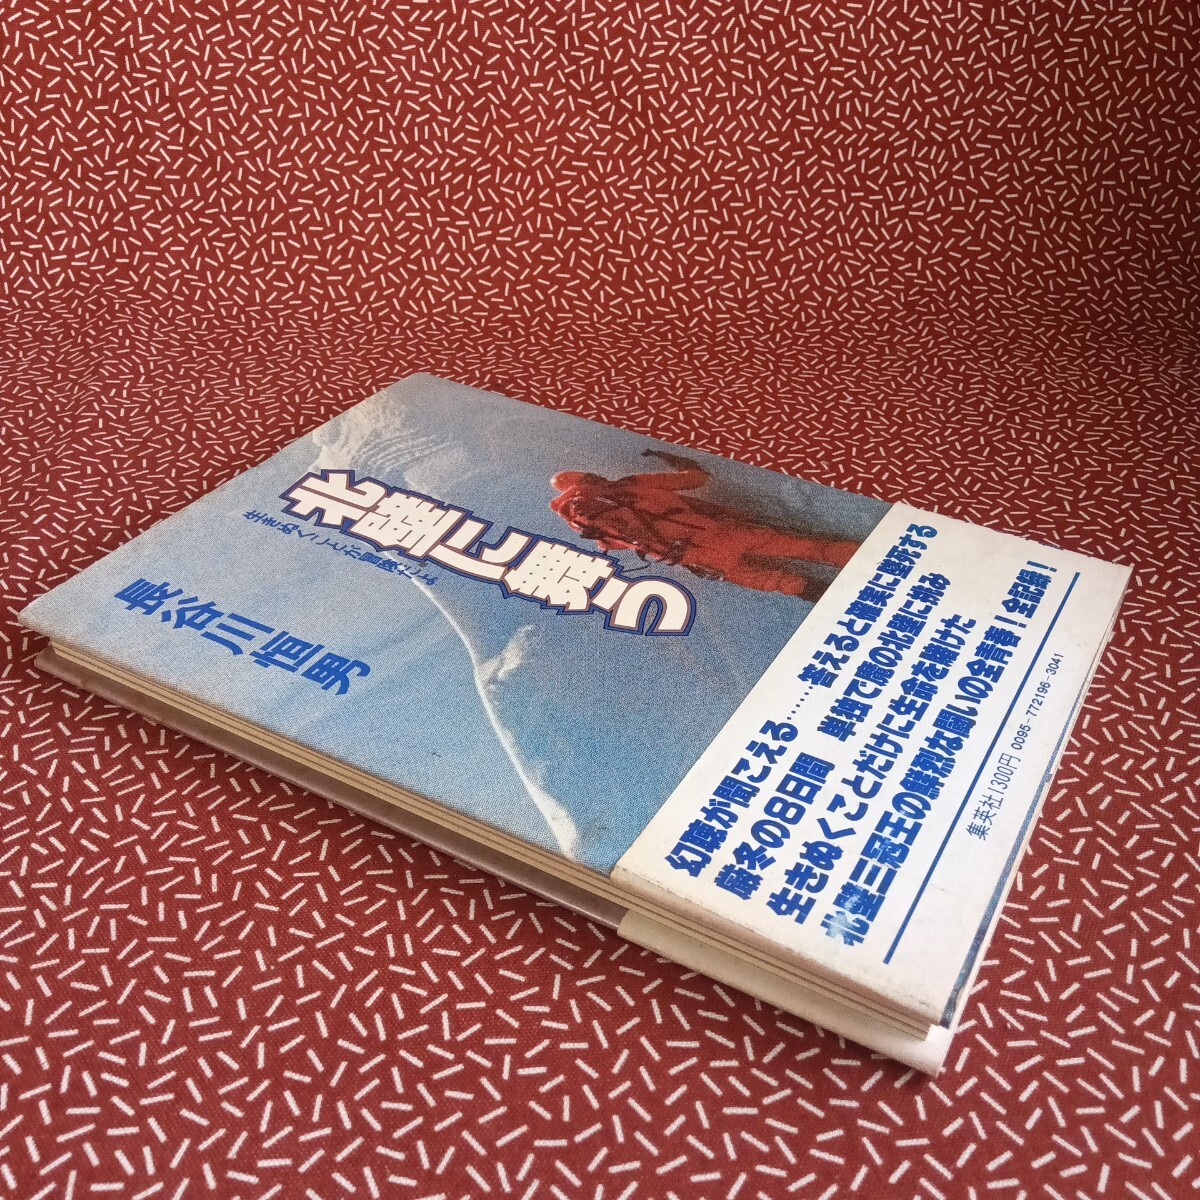 北壁に舞う
生きぬくことが冒険だよ
長谷川恒男
幻聴が聞こえる……答えると確実に墜死する
厳冬の8日間 単独で魔の北壁に挑み
生きぬくことだけに生命を賭けた
北壁三冠王の鮮烈な闘いの全青春!全記録!
集英社1300円 0095-772196-3041